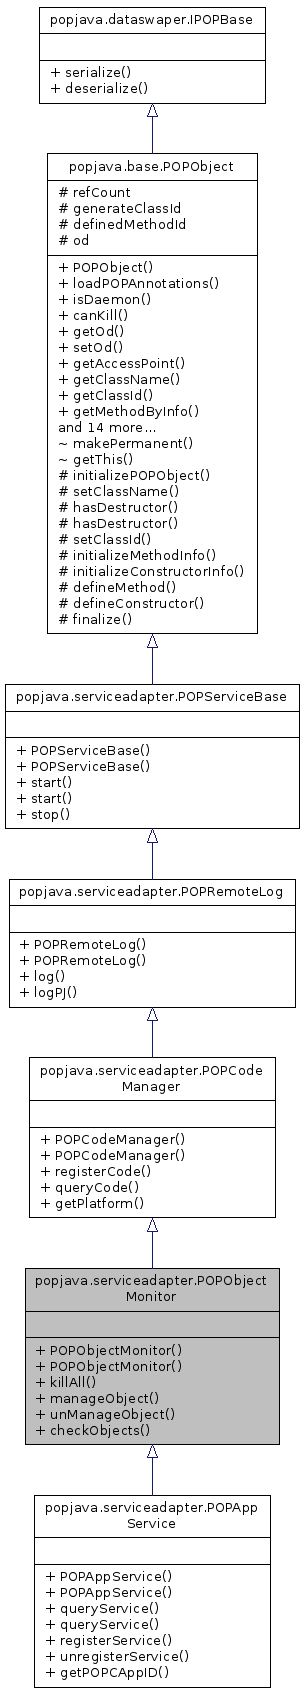 popjava.dataswaper.IPOPBase
+ serialize()
+ deserialize()
popjava.base.POPObject
# refCount
# generateClassId
# definedMethodId
# od
+ POPObject()
+ loadPOPAnnotations()
+ isDaemon()
+ canKill()
+ getOd()
+ setOd()
+ getAccessPoint()
+ getClassName()
+ getClassId()
+ getMethodByInfo()
and 14 more...
~ makePermanent()
~ getThis()
# initializePOPObject()
# setClassName()
# hasDestructor()
# hasDestructor()
# setClassId()
# initializeMethodInfo()
# initializeConstructorInfo()
# defineMethod()
# defineConstructor()
# finalize()
popjava.serviceadapter.POPServiceBase
+ POPServiceBase()
+ POPServiceBase()
+ start()
+ start()
+ stop()
popjava.serviceadapter.POPRemoteLog
+ POPRemoteLog()
+ POPRemoteLog()
+ log()
+ logPJ()
popjava.serviceadapter.POPCode
Manager
+ POPCodeManager()
+ POPCodeManager()
+ registerCode()
+ queryCode()
+ getPlatform()
popjava.serviceadapter.POPObject
Monitor
+ POPObjectMonitor()
+ POPObjectMonitor()
+ killAll()
+ manageObject()
+ unManageObject()
+ checkObjects()
popjava.serviceadapter.POPApp
Service
+ POPAppService()
+ POPAppService()
+ queryService()
+ queryService()
+ registerService()
+ unregisterService()
+ getPOPCAppID()